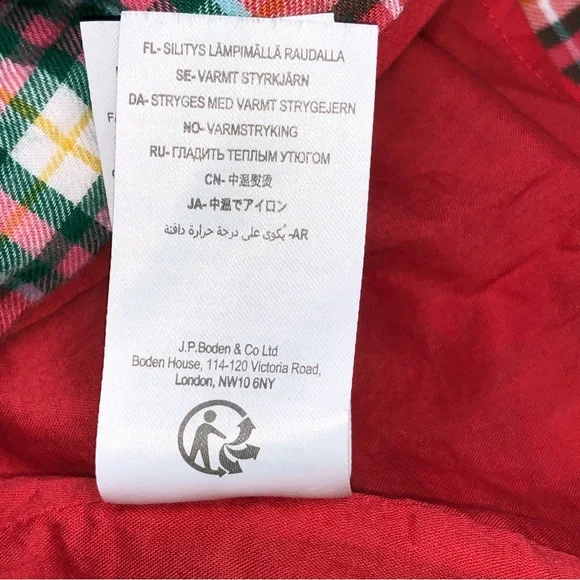 FL- SILITYS LÄMPIMÄLLÄ RAUDALLA
SE- VARMT STYRKJÄRN
DA- STRYGES MED VARMT STRYGEJERN
NO- VARMSTRYKING
RU- ГЛАДИТЬ ТЕПЛЫМ УТЮГОМ
CN- 中温熨烫
JA- 中温でアイロン
AR- يُكوى على درجة حرارة دافئة
J.P.Boden & Co Ltd
Boden House, 114-120 Victoria Road,
London, NW10 6NY